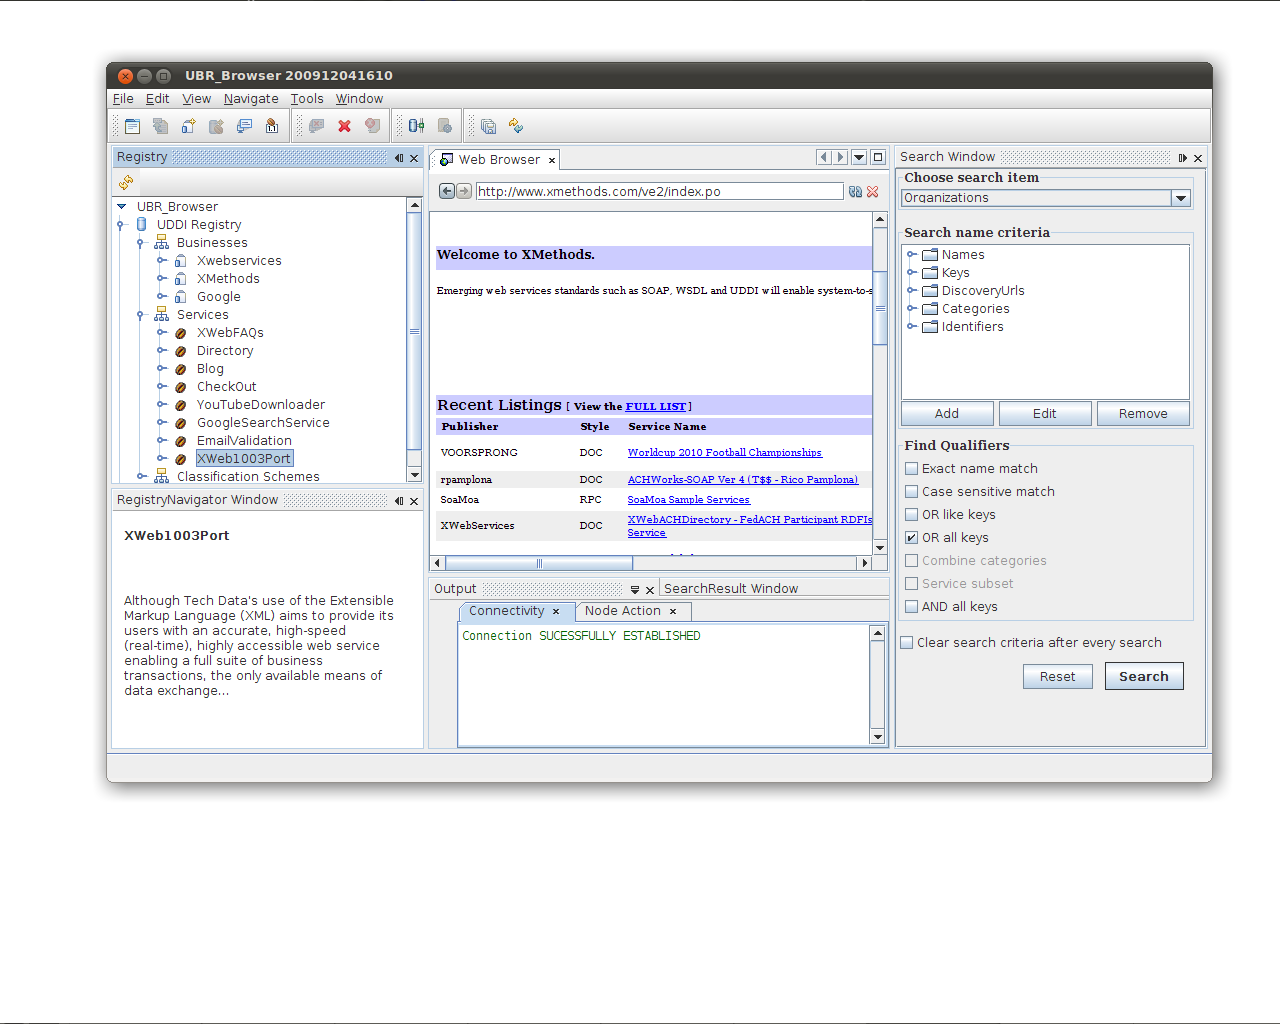 UBR_Browser 200912041610
File Edit View Navigate Tools Window
Registry
UBR_Browser
UDDI Registry
Businesses
Xwebservices
XMethods
Google
Services
XWebFAQs
Directory
Blog
CheckOut
YouTubeDownloader
GoogleSearchService
EmailValidation
XWeb1003Port
Classification Schemes
RegistryNavigator Window
XWeb1003Port
Although Tech Data's use of the Extensible
Markup Language (XML) aims to provide its
users with an accurate, high-speed
(real-time), highly accessible web service
enabling a full suite of business
transactions, the only available means of
data exchange...
Web Browser
http://www.xmethods.com/ve2/index.po
Welcome to XMethods.
Emerging web services standards such as SOAP, WSDL and UDDI will enable system-to-s
Recent Listings [ View the FULL LIST ]
Publisher Style Service Name
VOORSPRONG DOC Worldcup 2010 Football Championships
rpamplona DOC ACHWorks-SOAP Ver 4 (T$$ - Rico Pamplona)
SoaMoa RPC SoaMoa Sample Services
XWebServices DOC XWebACHDirectory - FedACH Participant RDFIs
Service
Output
SearchResult Window
Connectivity
Node Action
Connection SUCESSFULLY ESTABLISHED
Search Window
Choose search item
Organizations
Search name criteria
Names
Keys
DiscoveryUrls
Categories
Identifiers
Add Edit Remove
Find Qualifiers
Exact name match
Case sensitive match
OR like keys
OR all keys
Combine categories
Service subset
AND all keys
Clear search criteria after every search
Reset Search